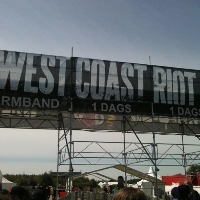 WEST COAST RIOT
RMBAND 1 DAGS 1 DAGS